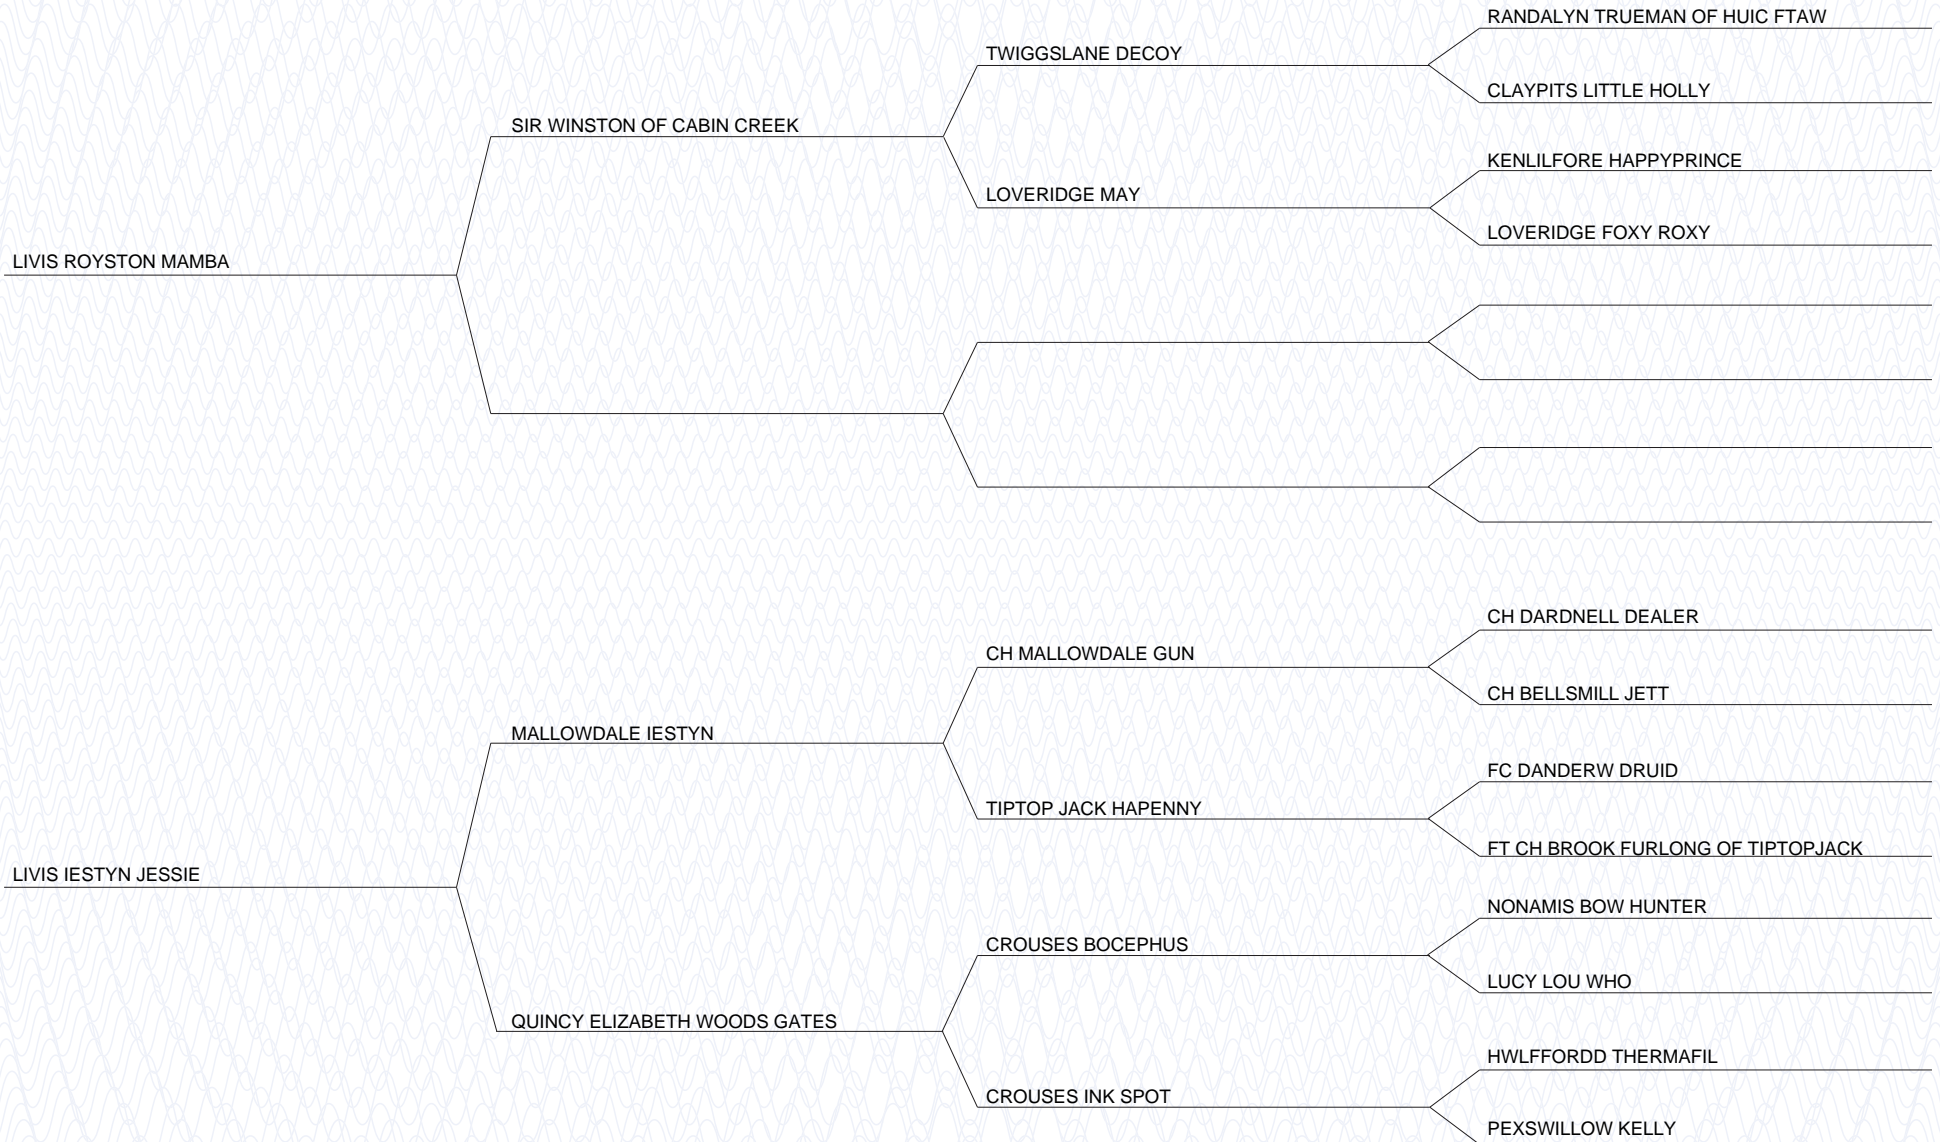 RANDALYN TRUEMAN OF HUIC FTAW
TWIGGSLANE DECOY
CLAYPITS LITTLE HOLLY
SIR WINSTON OF CABIN CREEK
KENLILFORE HAPPYPRINCE
LOVERIDGE MAY
LOVERIDGE FOXY ROXY
LIVIS ROYSTON MAMBA
CH DARDNELL DEALER
CH MALLOWDALE GUN
CH BELLSMILL JETT
MALLOWDALE IESTYN
FC DANDERW DRUID
TIPTOP JACK HAPENNY
FT CH BROOK FURLONG OF TIPTOPJACK
LIVIS IESTYN JESSIE
NONAMIS BOW HUNTER
CROUSES BOCEPHUS
LUCY LOU WHO
QUINCY ELIZABETH WOODS GATES
HWLFFORDD THERMAFIL
CROUSES INK SPOT
PEXSWILLOW KELLY